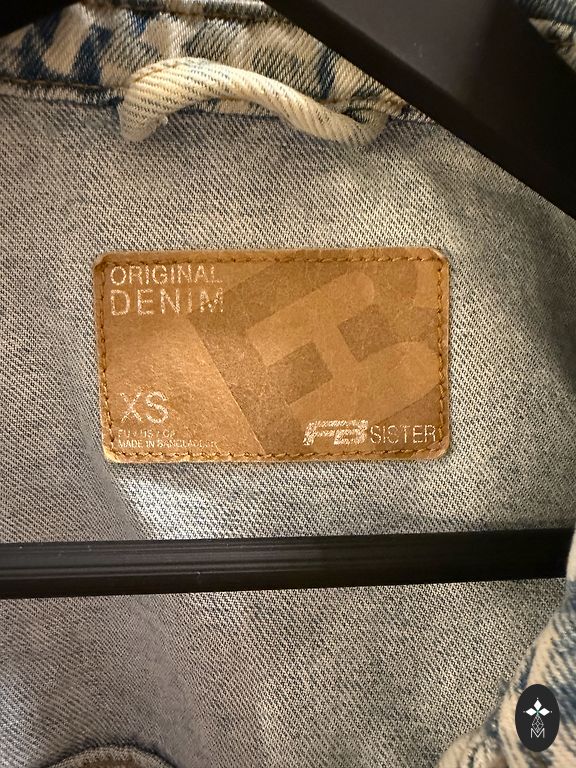 ORIGINAL
DENIM
XS
MADE IN BANGLADESH
FB SISTER
M